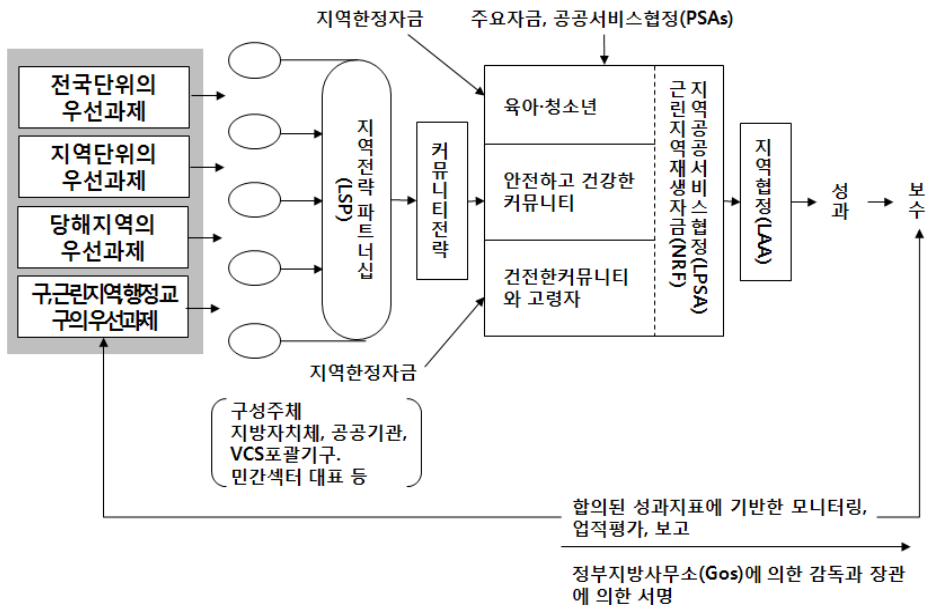 지역한정자금
주요자금, 공공서비스협정(PSAs)
전국단위의
우선과제
지역단위의
우선과제
당해지역의
우선과제
구,근린지역,행정교
구의 우선과제
지역전략 파트너십
(LSP)
커뮤니티전략
육아·청소년
안전하고 건강한
커뮤니티
건전한커뮤니티
와 고령자
지역공공서비스협정(LPSA)
근린지역재생자금(NRF)
지역협정(LAA)
성과
보수
지역한정자금
구성주체
지방자치체, 공공기관,
VCS포괄기구.
민간섹터 대표 등
합의된 성과지표에 기반한 모니터링,
업적평가, 보고
정부지방사무소(Gos)에 의한 감독과 장관
에 의한 서명